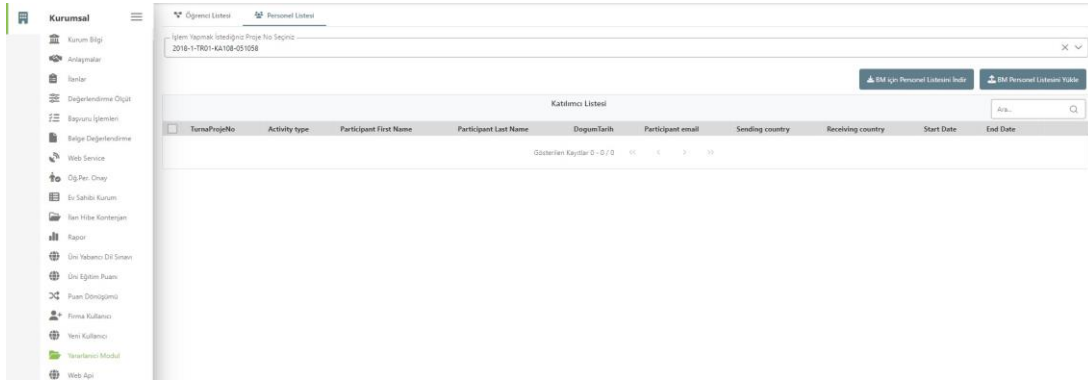 Kurumsal
Kurum Bilgi
Anlaşmalar
İlanlar
Değerlendirme Ölçüt
Başvuru İşlemleri
Belge Değerlendirme
Web Service
Öğ.Per. Onay
Ev Sahibi Kurum
İlan Hibe Kontenjan
Rapor
Üni Yabancı Dil Sınavı
Üni Eğitim Puanı
Puan Dönüşümü
Firma Kullanıcı
Yeni Kullanıcı
Yararlanıcı Modul
Web Api
Öğrenci Listesi Personel Listesi
İşlem Yapmak İstediğiniz Proje No Seçiniz
2018-1-TR01-KA108-051058
BM için Personel Listesini İndir BM Personel Listesini Yükle
Katılımcı Listesi Ara...
TurnaProjeNo Activity type Participant First Name Participant Last Name DogumTarih Participant email Sending country Receiving country Start Date End Date
Gösterilen Kayıtlar 0 - 0 / 0